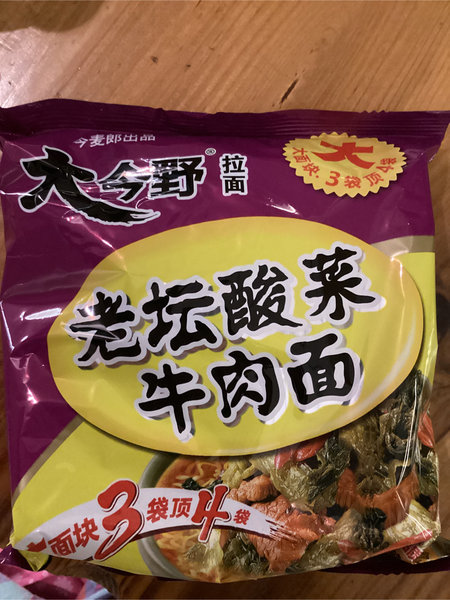 今麦郎出品
大今野®拉面
大
大面块 3袋顶4袋
老坛酸菜
牛肉面
大面块3袋顶4袋